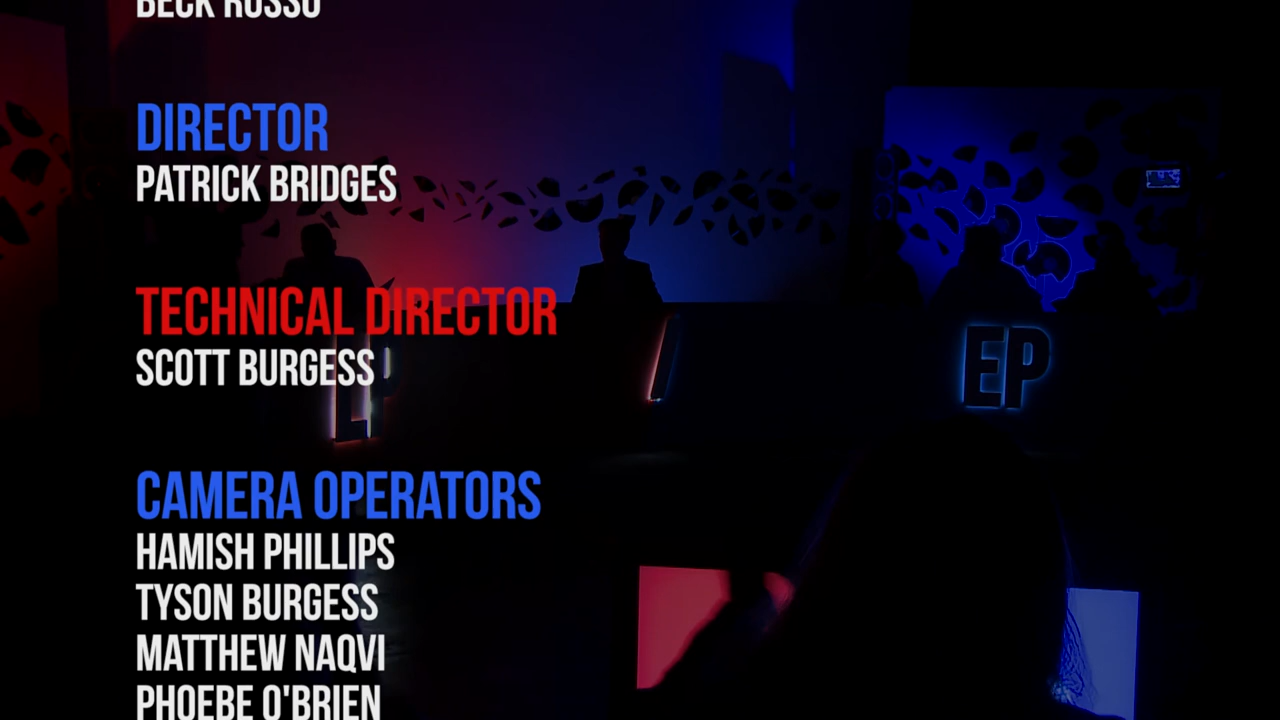 BECK RUSSO
DIRECTOR
PATRICK BRIDGES
TECHNICAL DIRECTOR
SCOTT BURGESS
LP
EP
CAMERA OPERATORS
HAMISH PHILLIPS
TYSON BURGESS
MATTHEW NAQVI
PHOEBE O'BRIEN